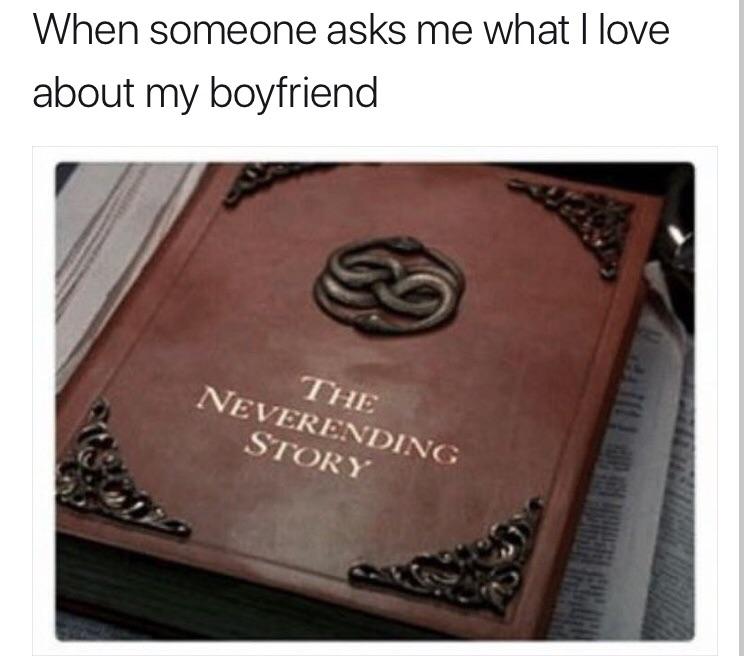 When someone asks me what I love
about my boyfriend
THE
NEVERENDING
STORY